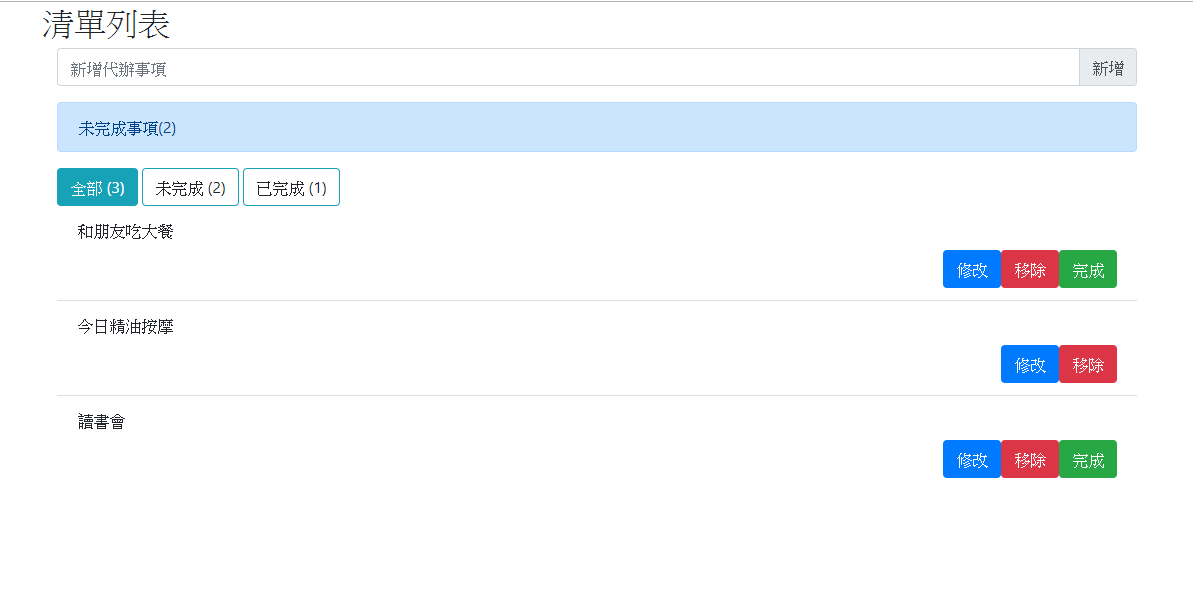 清單列表
新增代辦事項 新增
未完成事項(2)
全部 (3) 未完成 (2) 已完成 (1)
和朋友吃大餐
修改 移除 完成
今日精油按摩
修改 移除
讀書會
修改 移除 完成